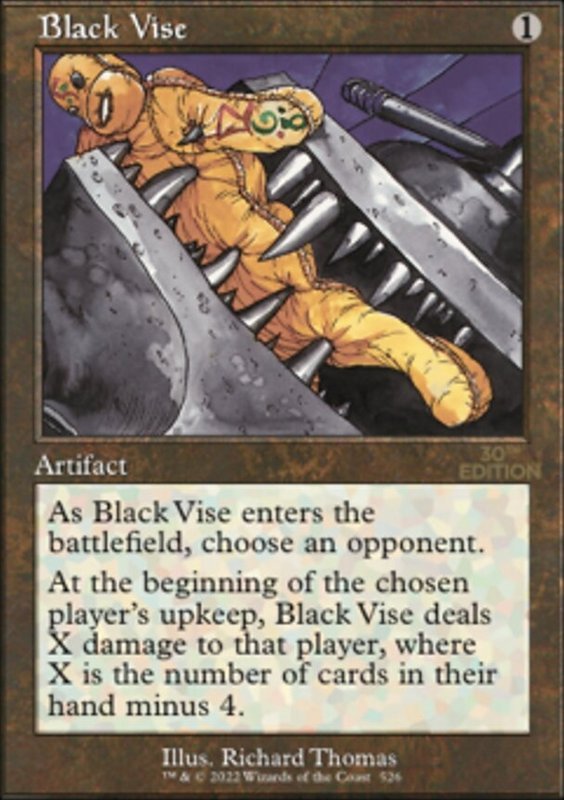 Black Vise 1
Artifact
30TH
EDITION
As Black Vise enters the
battlefield, choose an opponent.
At the beginning of the chosen
player's upkeep, Black Vise deals
X damage to that player, where
X is the number of cards in their
hand minus 4.
Illus. Richard Thomas
™ & © 2022 Wizards of the Coast 526